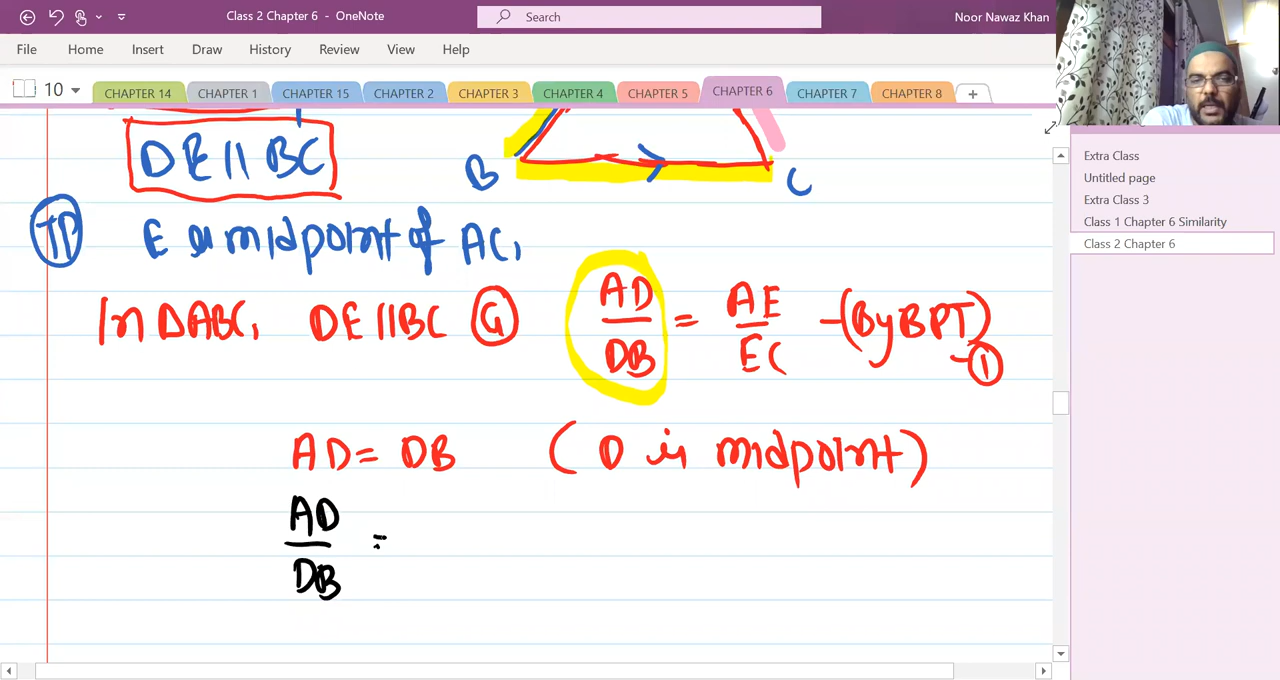 Class 2 Chapter 6 - OneNote
Search
Noor Nawaz Khan
File Home Insert Draw History Review View Help
10 CHAPTER 14 CHAPTER 1 CHAPTER 15 CHAPTER 2 CHAPTER 3 CHAPTER 4 CHAPTER 5 CHAPTER 6 CHAPTER 7 CHAPTER 8 +
Extra Class
Untitled page
Extra Class 3
Class 1 Chapter 6 Similarity
Class 2 Chapter 6
DE || BC
B C
TP E is midpoint of AC,
In ΔABC, DE || BC G AD/DB = AE/EC - (By BPT) - 1
AD = DB (D is midpoint)
AD/DB =